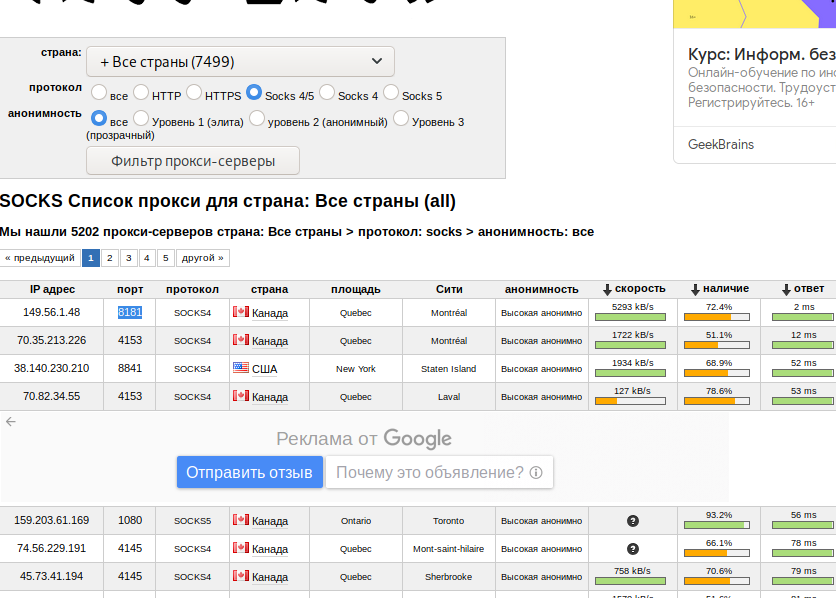 страна:
+ Все страны (7499)
протокол
все HTTP HTTPS Socks 4/5 Socks 4 Socks 5
анонимность
все Уровень 1 (элита) уровень 2 (анонимный) Уровень 3
(прозрачный)
Фильтр прокси-серверы
Курс: Информ. без
Онлайн-обучение по ин
безопасности. Трудоуст
Регистрируйтесь. 16+
GeekBrains
SOCKS Список прокси для страна: Все страны (all)
Мы нашли 5202 прокси-серверов страна: Все страны > протокол: socks > анонимность: все
« предыдущий 1 2 3 4 5 другой »
IP адрес порт протокол страна площадь Сити анонимность скорость наличие ответ
149.56.1.48 8181 SOCKS4 Канада Quebec Montréal Высокая анонимно 5293 kB/s 72.4% 2 ms
70.35.213.226 4153 SOCKS4 Канада Quebec Montréal Высокая анонимно 1722 kB/s 51.1% 12 ms
38.140.230.210 8841 SOCKS4 США New York Staten Island Высокая анонимно 1934 kB/s 68.9% 52 ms
70.82.34.55 4153 SOCKS4 Канада Quebec Laval Высокая анонимно 127 kB/s 78.6% 53 ms
Реклама от Google
Отправить отзыв Почему это объявление?
159.203.61.169 1080 SOCKS5 Канада Ontario Toronto Высокая анонимно 93.2% 56 ms
74.56.229.191 4145 SOCKS4 Канада Quebec Mont-saint-hilaire Высокая анонимно 66.1% 78 ms
45.73.41.194 4145 SOCKS4 Канада Quebec Sherbrooke Высокая анонимно 758 kB/s 70.6% 79 ms